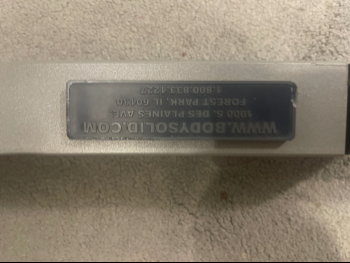 WWW.BODYSOLID.COM
1900 S. DES PLAINES AVE.
FOREST PARK, IL 60130
1.800.833.1227